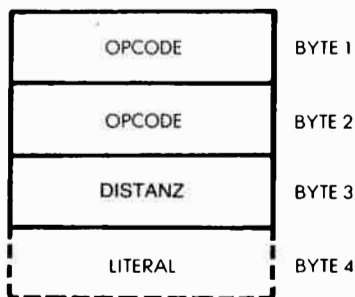 OPCODE BYTE 1
OPCODE BYTE 2
DISTANZ BYTE 3
LITERAL BYTE 4